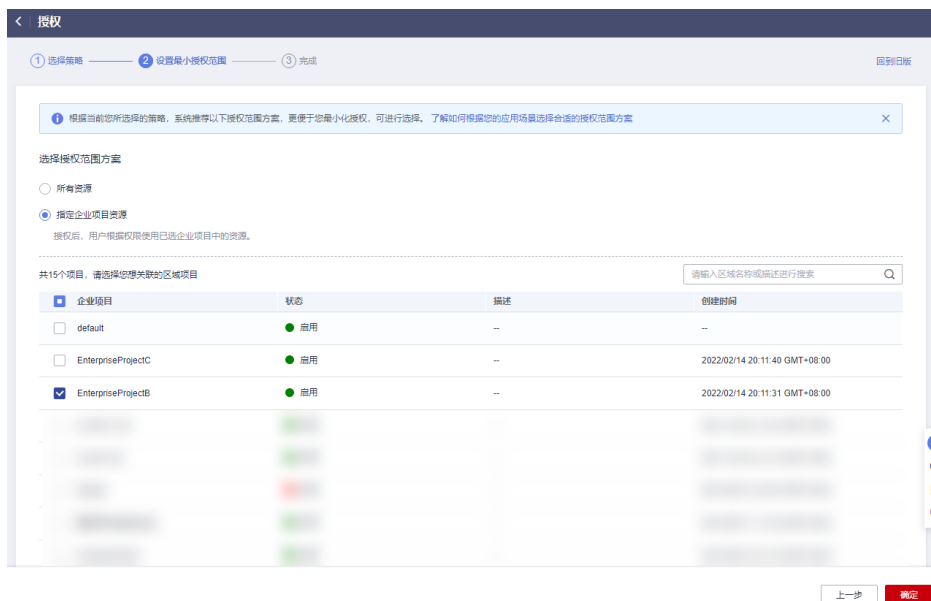 授权
1 选择策略 2 设置最小授权范围 3 完成 回到旧版
根据当前您所选择的策略，系统推荐以下授权范围方案，更便于您最小化授权，可进行选择。 了解如何根据您的应用场景选择合适的授权范围方案
选择授权范围方案
所有资源
指定企业项目资源
授权后，用户根据权限使用已选企业项目中的资源。
共15个项目，请选择您想关联的区域项目 请输入区域名称或描述进行搜索
企业项目 状态 描述 创建时间
default 启用 -- --
EnterpriseProjectC 启用 -- 2022/02/14 20:11:40 GMT+08:00
EnterpriseProjectB 启用 -- 2022/02/14 20:11:31 GMT+08:00
上一步 确定